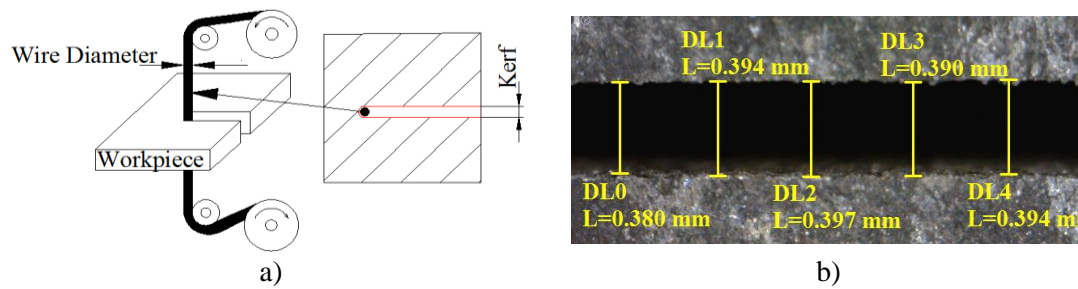 Wire Diameter
Workpiece
Kerf
a)
DL1
L=0.394 mm
DL3
L=0.390 mm
DL0
L=0.380 mm
DL2
L=0.397 mm
DL4
L=0.394 m
b)